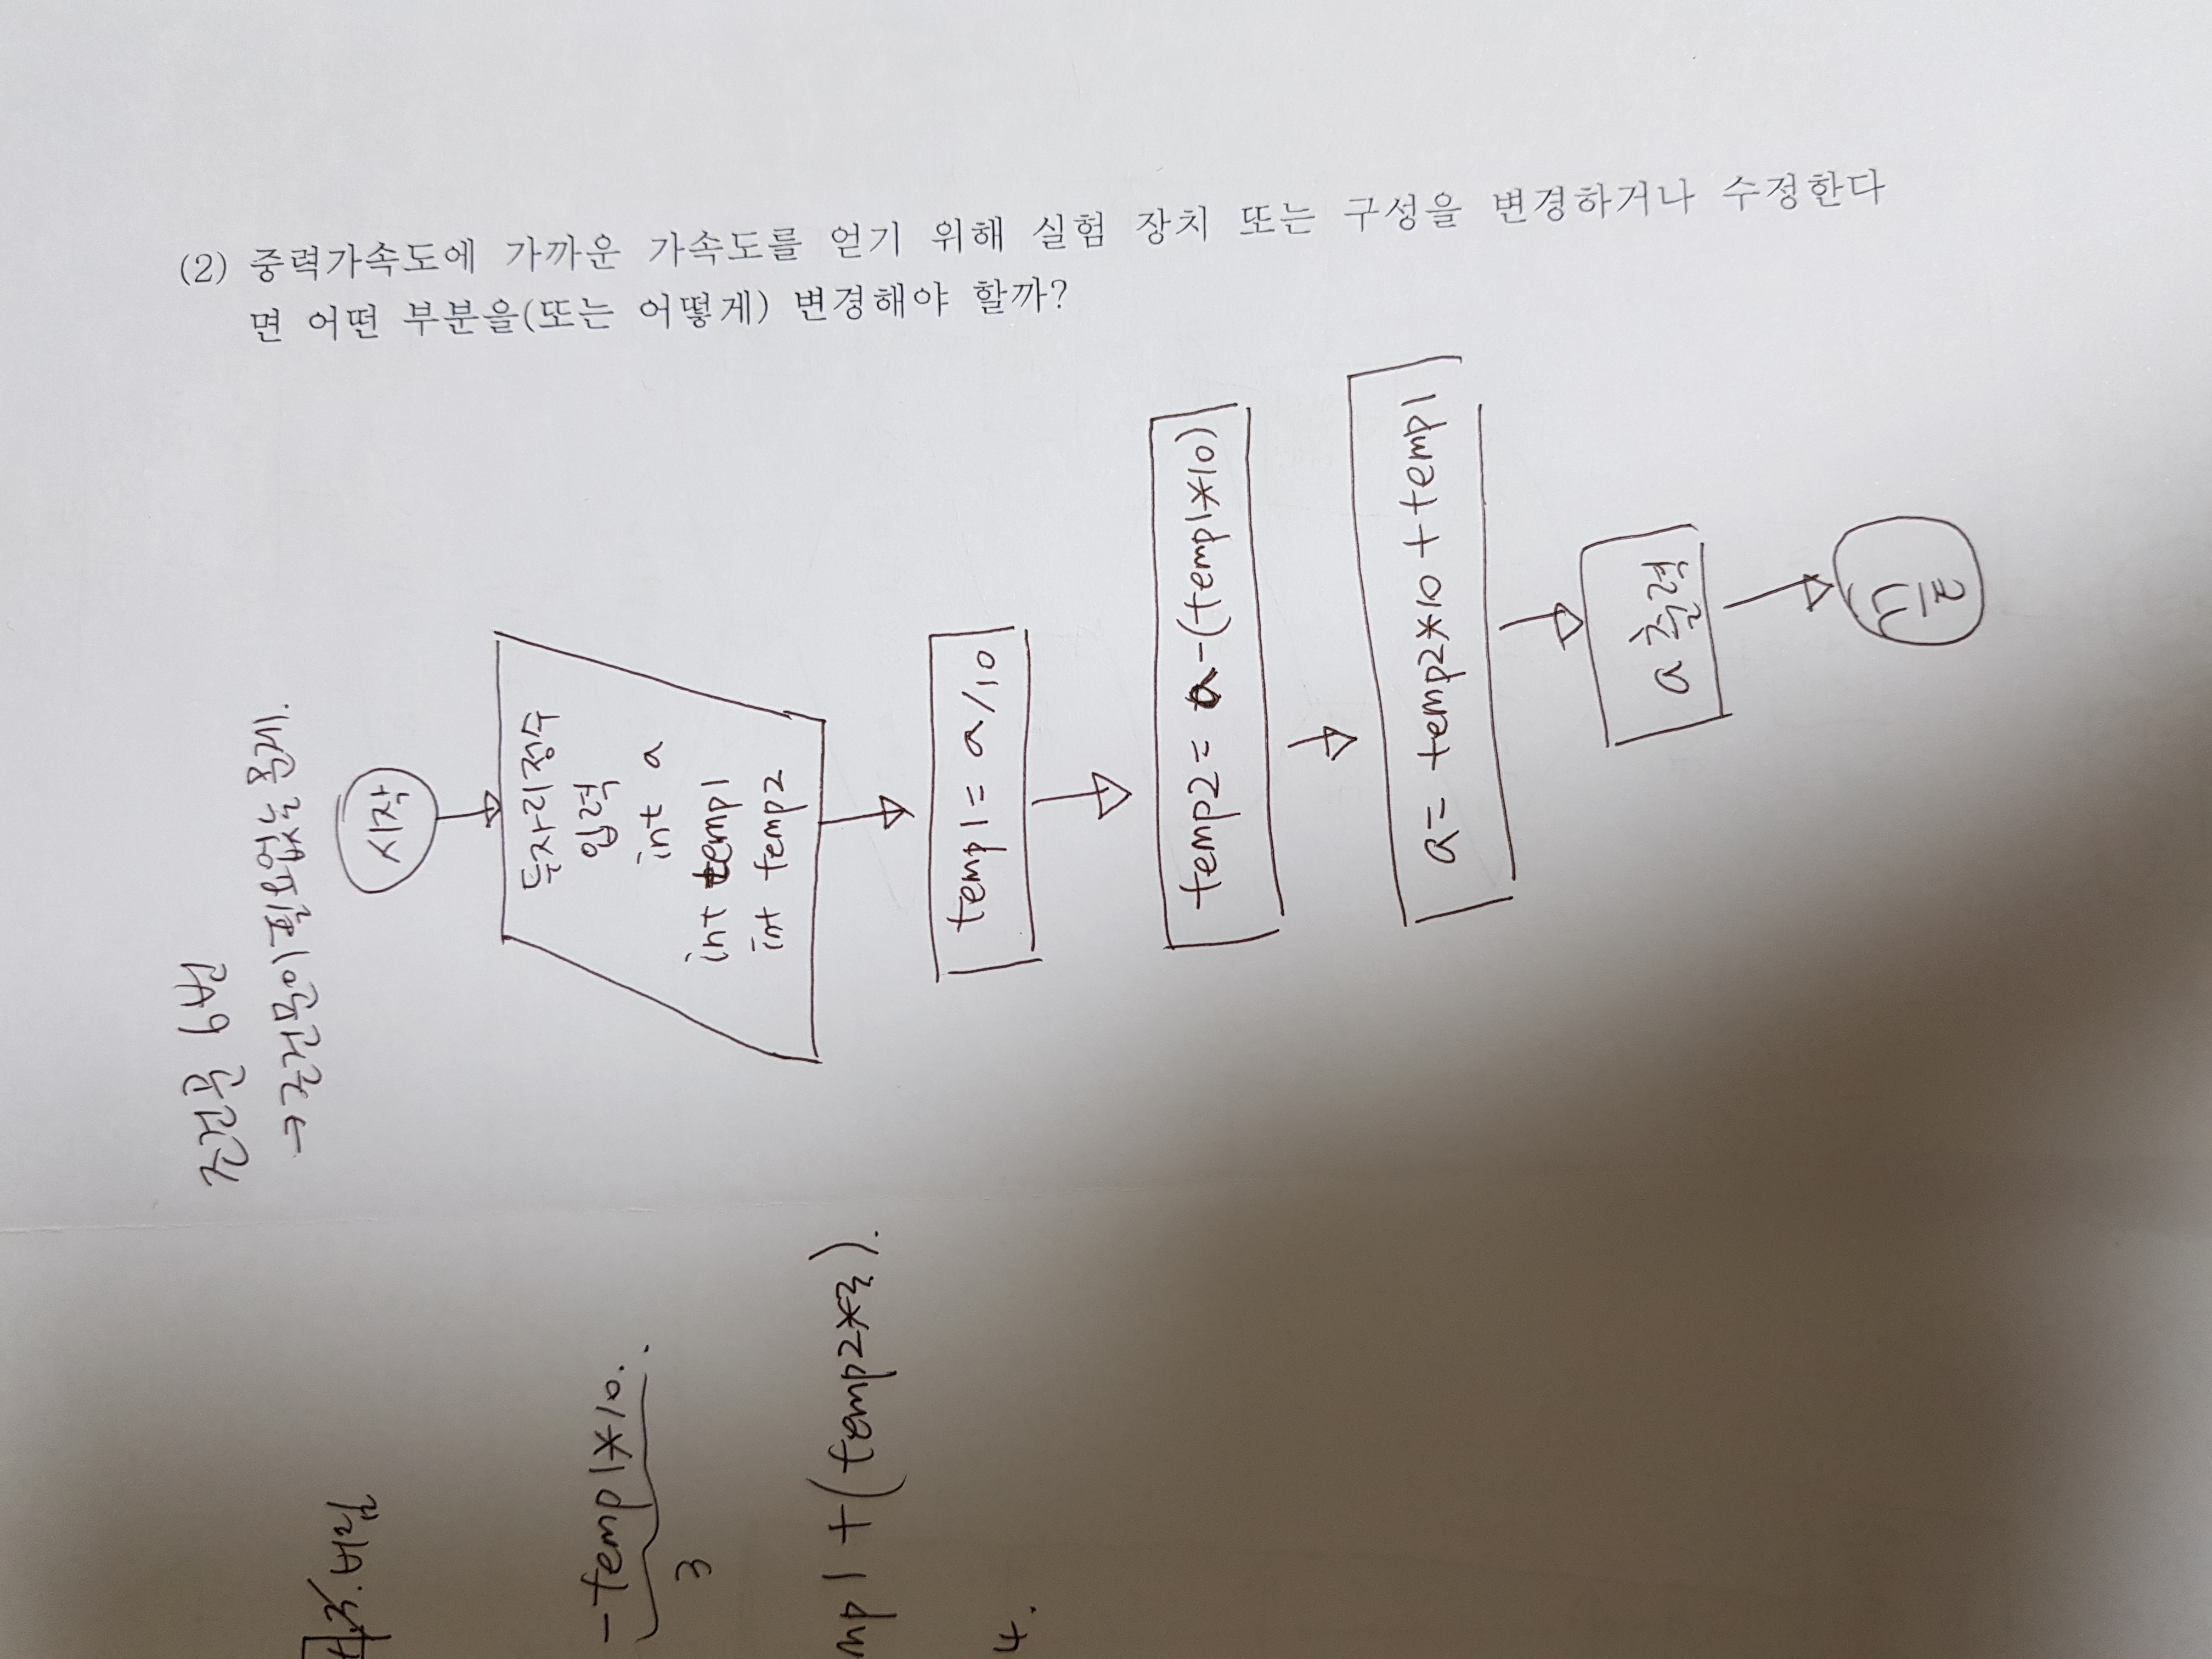 조건문 6번
→조건문이 필요없는 문제.
시작
두자리정수
입력
int a
int temp1
int temp2
temp1 = a/10
temp2 = a-(temp1*10)
a= temp2*10 + temp1
a 출력
끝
버림
-temp1*10.
3
mp1 + (temp2*3).
4.
(2) 중력가속도에 가까운 가속도를 얻기 위해 실험 장치 또는 구성을 변경하거나 수정한다
면 어떤 부분을(또는 어떻게) 변경해야 할까?